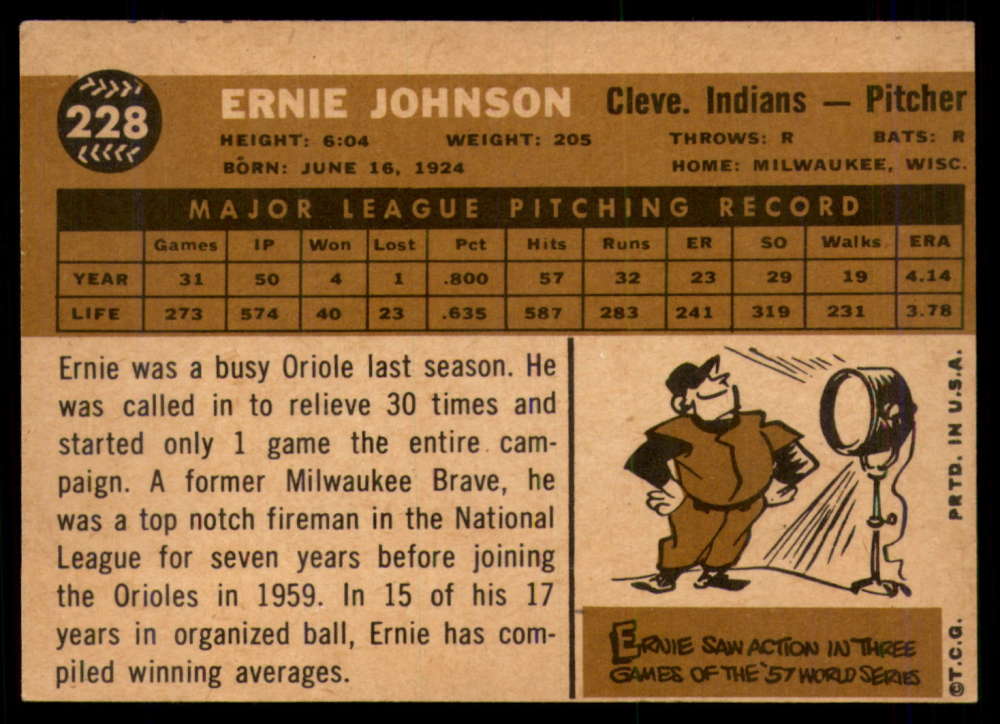 228
ERNIE JOHNSON Cleve. Indians — Pitcher
HEIGHT: 6:04 WEIGHT: 205 THROWS: R BATS: R
BORN: JUNE 16, 1924 HOME: MILWAUKEE, WISC.
MAJOR LEAGUE PITCHING RECORD
Games IP Won Lost Pct Hits Runs ER SO Walks ERA
YEAR 31 50 4 1 .800 57 32 23 29 19 4.14
LIFE 273 574 40 23 .635 587 283 241 319 231 3.78
Ernie was a busy Oriole last season. He
was called in to relieve 30 times and
started only 1 game the entire cam-
paign. A former Milwaukee Brave, he
was a top notch fireman in the National
League for seven years before joining
the Orioles in 1959. In 15 of his 17
years in organized ball, Ernie has com-
piled winning averages.
ERNIE SAW ACTION IN THREE
GAMES OF THE '57 WORLD SERIES
©T.C.G. PRTD. IN U.S.A.